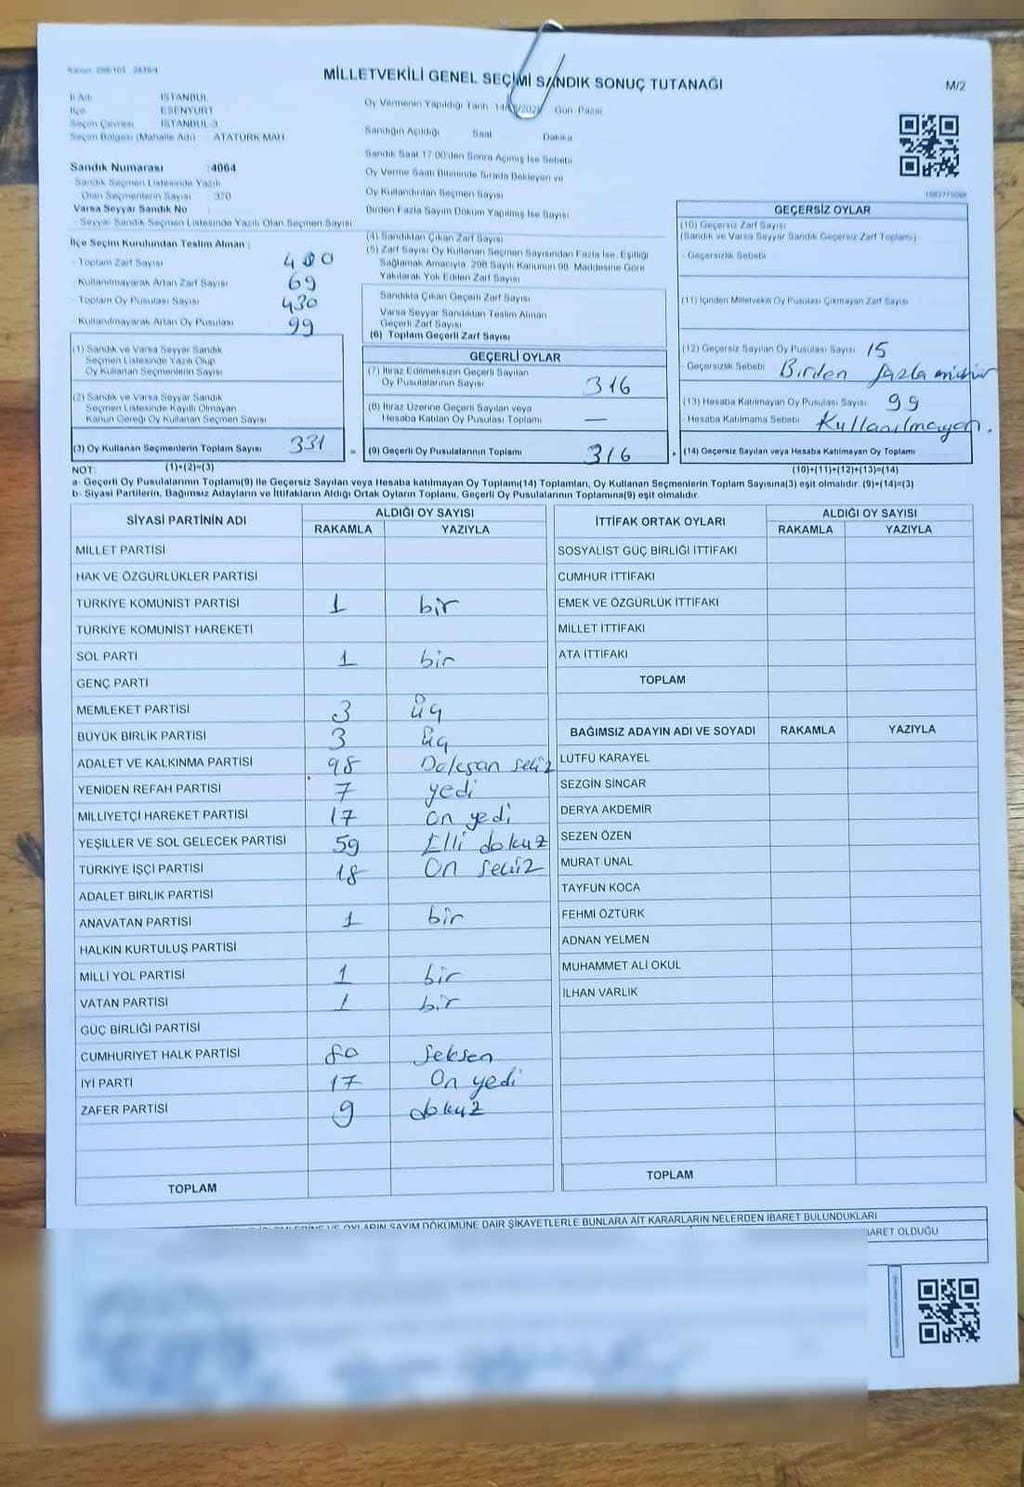 Kanun: 298/105 2839/4
MİLLETVEKİLİ GENEL SEÇİMİ SANDIK SONUÇ TUTANAĞI
M/2
İl Adı: İSTANBUL
İlçe ESENYURT
Seçim Çevresi İSTANBUL-3
Seçim Bölgesi (Mahalle Adı) ATATÜRK MAH
Oy Vermenin Yapıldığı Tarih Gün Pazar
Sandığın Açıldığı Saat Dakika
Sandık Saat 17.00'den Sonra Açılmış İse Sebebi
Oy Verme Saati Bitiminde Sırada Bekleyen ve
Oy Kullandırılan Seçmen Sayısı
Birden Fazla Sayım Döküm Yapılmış İse Sayısı
Sandık Numarası :4064
Sandık Seçmen Listesinde Yazılı
Olan Seçmenlerin Sayısı 370
Varsa Seyyar Sandık No
Seyyar Sandık Seçmen Listesinde Yazılı Olan Seçmen Sayısı
İlçe Seçim Kurulundan Teslim Alınan ;
- Toplam Zarf Sayısı 400
- Kullanılmayarak Artan Zarf Sayısı 69
- Toplam Oy Pusulası Sayısı 430
- Kullanılmayarak Artan Oy Pusulası 99
(1) Sandık ve Varsa Seyyar Sandık
Seçmen Listesinde Yazılı Olup
Oy Kullanan Seçmenlerin Sayısı
(2) Sandık ve Varsa Seyyar Sandık
Seçmen Listesinde Kayıtlı Olmayan
Kanun Gereği Oy Kullanan Seçmen Sayısı
(3) Oy Kullanan Seçmenlerin Toplam Sayısı 331
(1)+(2)=(3)
(4) Sandıktan Çıkan Zarf Sayısı
(5) Zarf Sayısı Oy Kullanan Seçmen Sayısından Fazla İse, Eşitliği
Sağlamak Amacıyla, 298 Sayılı Kanunun 98. Maddesine Göre
Yakılarak Yok Edilen Zarf Sayısı
Sandıkta Çıkan Geçerli Zarf Sayısı
Varsa Seyyar Sandıktan Teslim Alınan
Geçerli Zarf Sayısı
(6) Toplam Geçerli Zarf Sayısı
GEÇERLİ OYLAR
(7) İtiraz Edilmeksizin Geçerli Sayılan
Oy Pusulalarının Sayısı 316
(8) İtiraz Üzerine Geçerli Sayılan veya
Hesaba Katılan Oy Pusulası Toplamı —
= (9) Geçerli Oy Pusulalarının Toplamı 316 +
GEÇERSİZ OYLAR
(10) Geçersiz Zarf Sayısı
(Sandık ve Varsa Seyyar Sandık Geçersiz Zarf Toplamı)
- Geçersizlik Sebebi
(11) İçinden Milletvekili Oy Pusulası Çıkmayan Zarf Sayısı
(12) Geçersiz Sayılan Oy Pusulası Sayısı 15
- Geçersizlik Sebebi Birden fazla mühür
(13) Hesaba Katılmayan Oy Pusulası Sayısı 99
- Hesaba Katılmama Sebebi Kullanılmayan.
(14) Geçersiz Sayılan veya Hesaba Katılmayan Oy Toplamı
(10)+(11)+(12)+(13)=(14)
NOT:
a- Geçerli Oy Pusulalarının Toplamı(9) ile Geçersiz Sayılan veya Hesaba katılmayan Oy Toplamı(14) Toplamları, Oy Kullanan Seçmenlerin Toplam Sayısına(3) eşit olmalıdır. (9)+(14)=(3)
b- Siyasi Partilerin, Bağımsız Adayların ve İttifakların Aldığı Ortak Oyların Toplamı, Geçerli Oy Pusulalarının Toplamına(9) eşit olmalıdır.
SİYASİ PARTİNİN ADI ALDIĞI OY SAYISI
RAKAMLA YAZIYLA
MİLLET PARTİSİ
HAK VE ÖZGÜRLÜKLER PARTİSİ
TÜRKİYE KOMÜNİST PARTİSİ 1 bir
TÜRKİYE KOMÜNİST HAREKETİ
SOL PARTİ 1 bir
GENÇ PARTİ
MEMLEKET PARTİSİ 3 üç
BÜYÜK BİRLİK PARTİSİ 3 üç
ADALET VE KALKINMA PARTİSİ 98 Doksan sekiz
YENİDEN REFAH PARTİSİ 7 yedi
MİLLİYETÇİ HAREKET PARTİSİ 17 on yedi
YEŞİLLER VE SOL GELECEK PARTİSİ 59 Elli dokuz
TÜRKİYE İŞÇİ PARTİSİ 18 On sekiz
ADALET BİRLİK PARTİSİ
ANAVATAN PARTİSİ 1 bir
HALKIN KURTULUŞ PARTİSİ
MİLLİ YOL PARTİSİ 1 bir
VATAN PARTİSİ 1 bir
GÜÇ BİRLİĞİ PARTİSİ
CUMHURİYET HALK PARTİSİ 80 Seksen
İYİ PARTİ 17 On yedi
ZAFER PARTİSİ 9 dokuz
TOPLAM
İTTİFAK ORTAK OYLARI ALDIĞI OY SAYISI
RAKAMLA YAZIYLA
SOSYALİST GÜÇ BİRLİĞİ İTTİFAKI
CUMHUR İTTİFAKI
EMEK VE ÖZGÜRLÜK İTTİFAKI
MİLLET İTTİFAKI
ATA İTTİFAKI
TOPLAM
BAĞIMSIZ ADAYIN ADI VE SOYADI RAKAMLA YAZIYLA
LÜTFÜ KARAYEL
SEZGİN SİNCAR
DERYA AKDEMİR
SEZEN ÖZEN
MURAT ÜNAL
TAYFUN KOCA
FEHMİ ÖZTÜRK
ADNAN YELMEN
MUHAMMET ALİ OKUL
İLHAN VARLIK
TOPLAM
VE OYLARIN SAYIM DÖKÜMÜNE DAİR ŞİKAYETLERLE BUNLARA AİT KARARLARIN NELERDEN İBARET BULUNDUKLARI
İBARET OLDUĞU